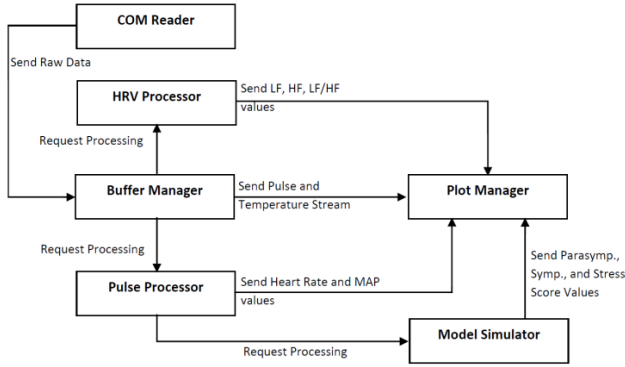 COM Reader
Send Raw Data
HRV Processor
Send LF, HF, LF/HF
values
Request Processing
Buffer Manager
Send Pulse and
Temperature Stream
Plot Manager
Request Processing
Pulse Processor
Send Heart Rate and MAP
values
Send Parasymp.,
Symp., and Stress
Score Values
Model Simulator
Request Processing